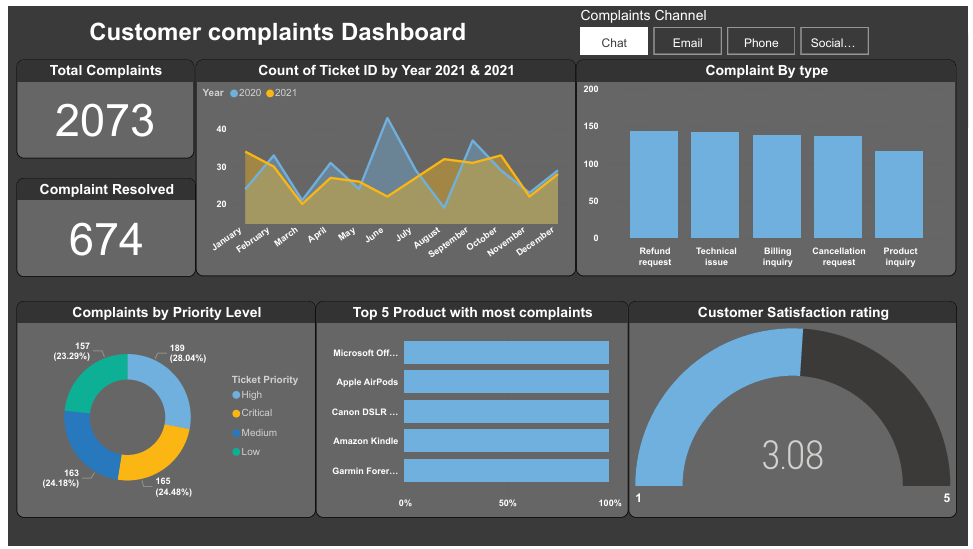 Customer complaints Dashboard
Complaints Channel
Chat
Email
Phone
Social...
Total Complaints
2073
Complaint Resolved
674
Count of Ticket ID by Year 2021 & 2021
Year 2020 2021
40
30
20
January
February
March
April
May
June
July
August
September
October
November
December
Complaint By type
200
150
100
50
0
Refund
request
Technical
issue
Billing
inquiry
Cancellation
request
Product
inquiry
Complaints by Priority Level
157
(23.29%)
189
(28.04%)
163
(24.18%)
165
(24.48%)
Ticket Priority
High
Critical
Medium
Low
Top 5 Product with most complaints
Microsoft Off...
Apple AirPods
Canon DSLR ...
Amazon Kindle
Garmin Forer...
0%
50%
100%
Customer Satisfaction rating
3.08
1
5